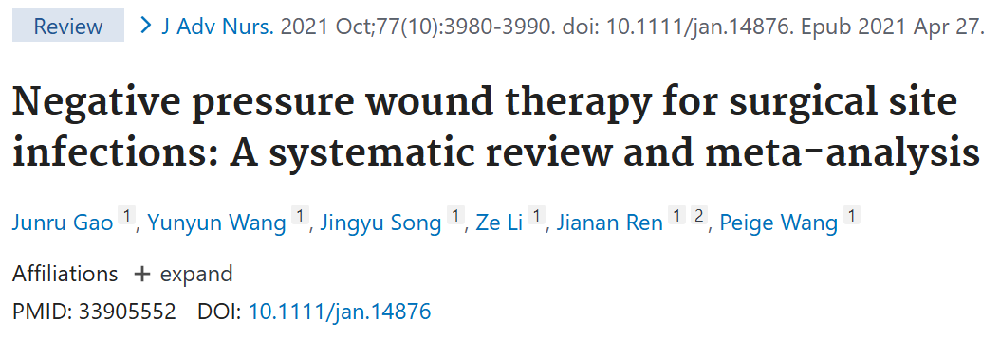 Review > J Adv Nurs. 2021 Oct;77(10):3980-3990. doi: 10.1111/jan.14876. Epub 2021 Apr 27.
Negative pressure wound therapy for surgical site
infections: A systematic review and meta-analysis
Junru Gao 1, Yunyun Wang 1, Jingyu Song 1, Ze Li 1, Jianan Ren 1 2, Peige Wang 1
Affiliations + expand
PMID: 33905552 DOI: 10.1111/jan.14876